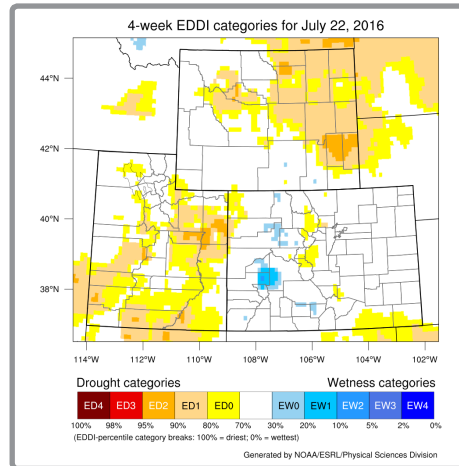 4-week EDDI categories for July 22, 2016
44°N
42°N
40°N
38°N
114°W 112°W 110°W 108°W 106°W 104°W 102°W
Drought categories Wetness categories
ED4 ED3 ED2 ED1 ED0 EW0 EW1 EW2 EW3 EW4
100% 98% 95% 90% 80% 70% 30% 20% 10% 5% 2% 0%
(EDDI-percentile category breaks: 100% = driest; 0% = wettest)
Generated by NOAA/ESRL/Physical Sciences Division